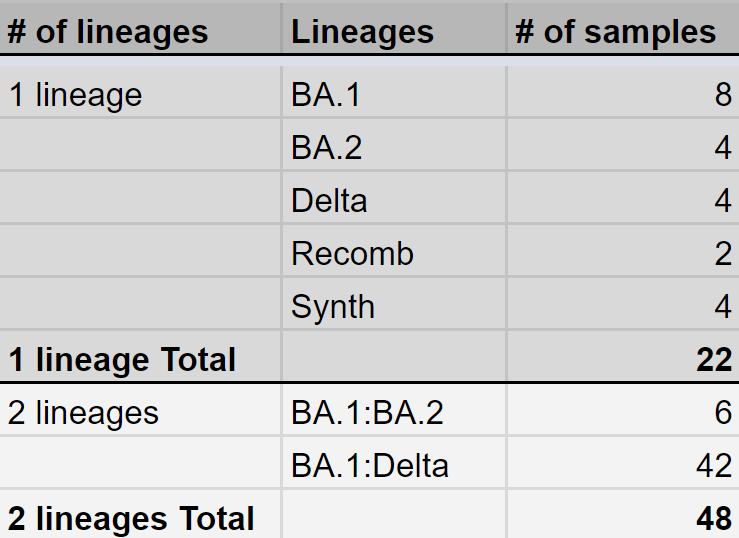 # of lineages Lineages # of samples
1 lineage BA.1 8
BA.2 4
Delta 4
Recomb 2
Synth 4
1 lineage Total 22
2 lineages BA.1:BA.2 6
BA.1:Delta 42
2 lineages Total 48